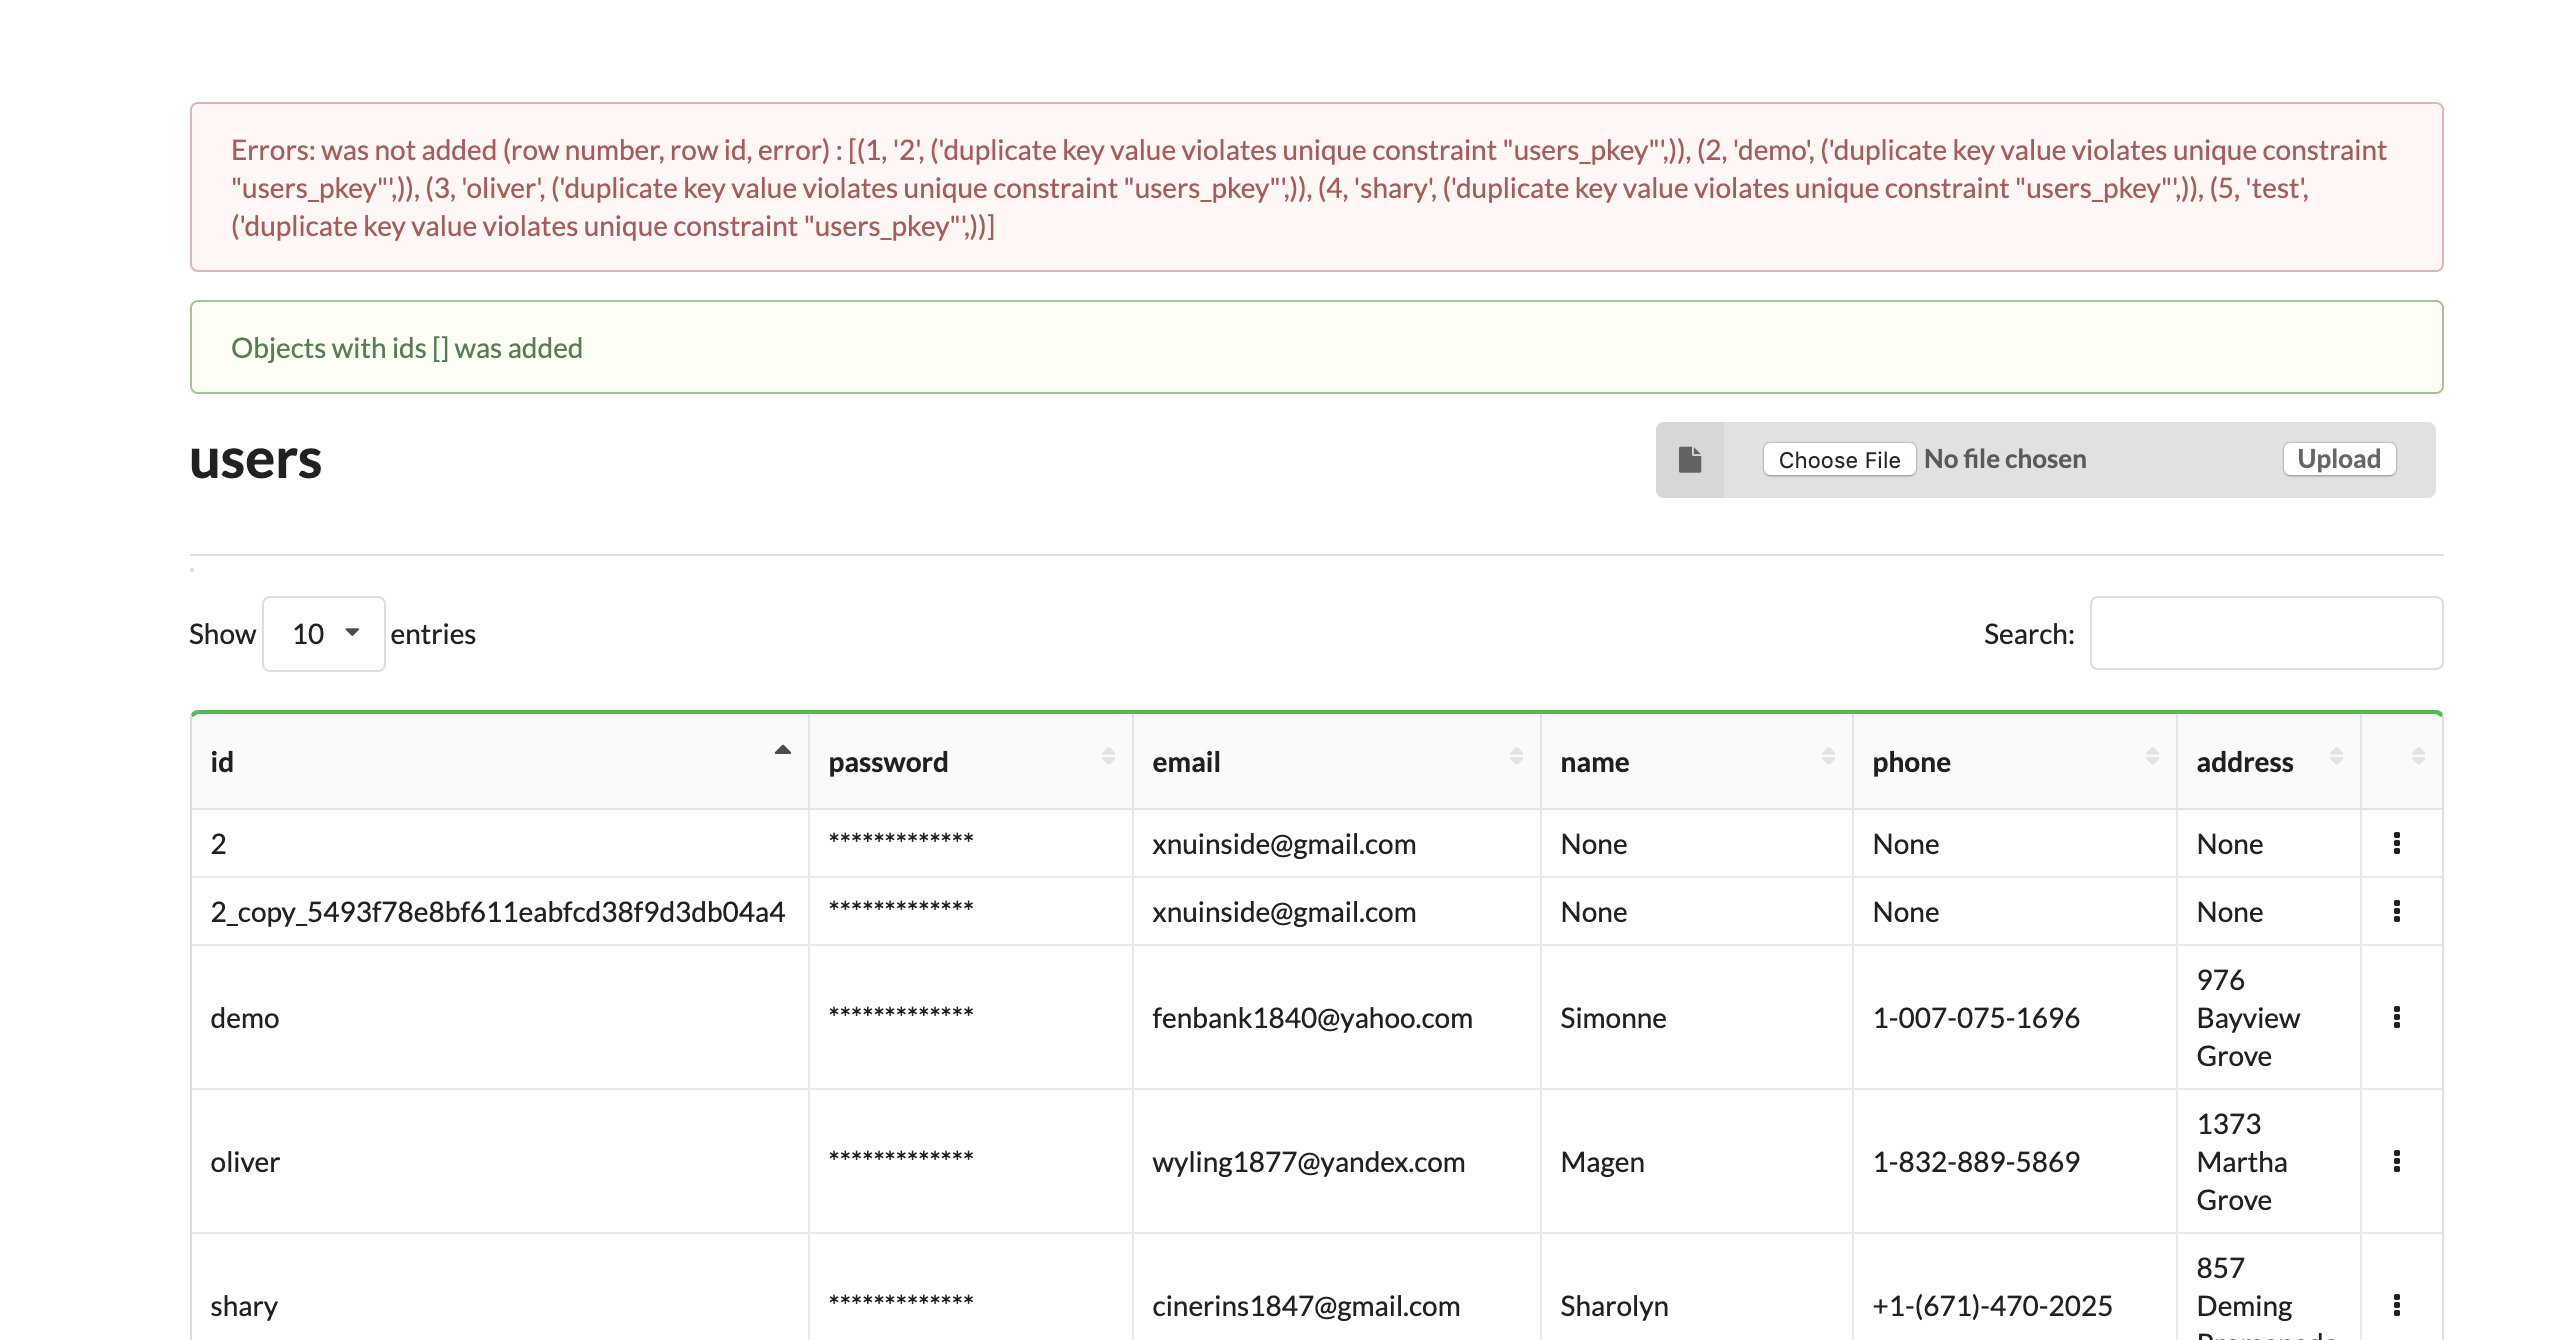 Errors: was not added (row number, row id, error) : [(1, '2', ('duplicate key value violates unique constraint "users_pkey"',)), (2, 'demo', ('duplicate key value violates unique constraint
"users_pkey"',)), (3, 'oliver', ('duplicate key value violates unique constraint "users_pkey"',)), (4, 'shary', ('duplicate key value violates unique constraint "users_pkey"',)), (5, 'test',
('duplicate key value violates unique constraint "users_pkey"',))]
Objects with ids [] was added
users
Choose File No file chosen Upload
Show 10 entries Search:
id password email name phone address
2 ************* xnuinside@gmail.com None None None
2_copy_5493f78e8bf611eabfcd38f9d3db04a4 ************* xnuinside@gmail.com None None None
demo ************* fenbank1840@yahoo.com Simonne 1-007-075-1696 976
Bayview
Grove
oliver ************* wyling1877@yandex.com Magen 1-832-889-5869 1373
Martha
Grove
shary ************* cinerins1847@gmail.com Sharolyn +1-(671)-470-2025 857
Deming